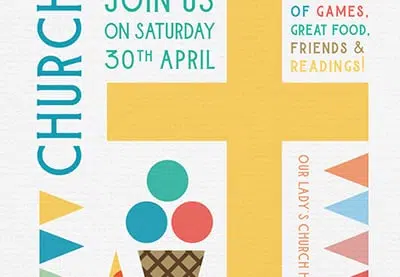 CHURCH
JOIN US
ON SATURDAY
30TH APRIL
OF GAMES,
GREAT FOOD,
FRIENDS &
READINGS!
OUR LADY S CHURCH